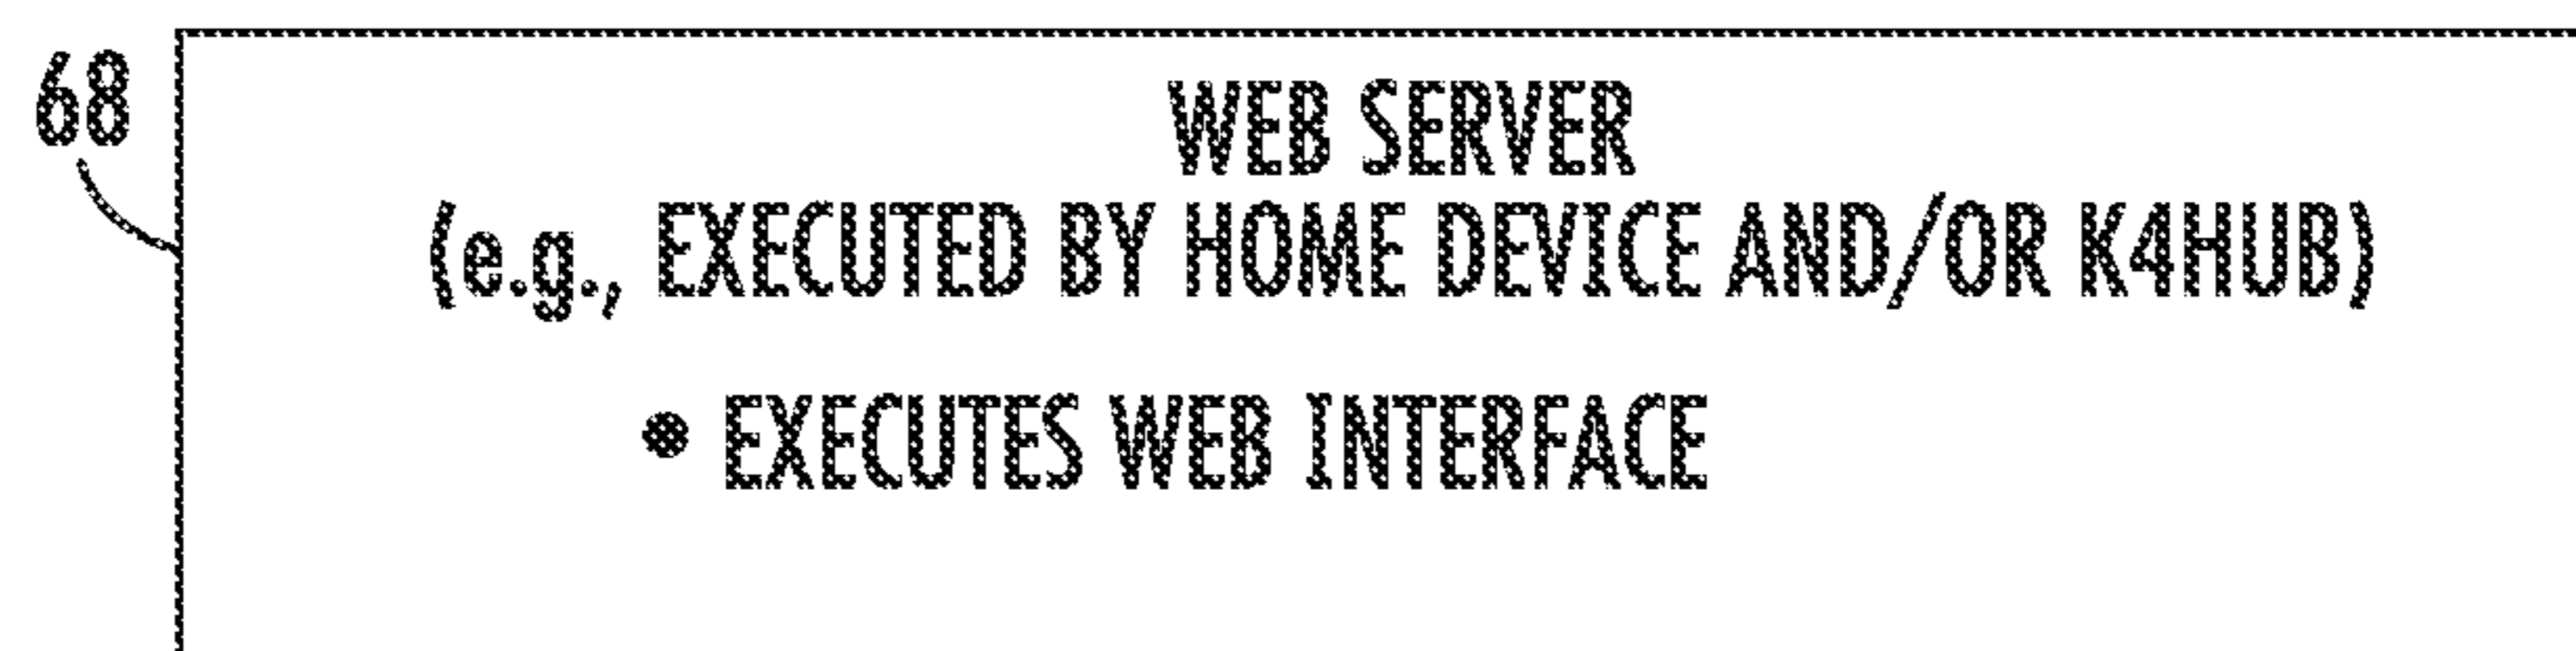 68
WEB SERVER
(e.g., EXECUTED BY HOME DEVICE AND/OR K4HUB)
• EXECUTES WEB INTERFACE